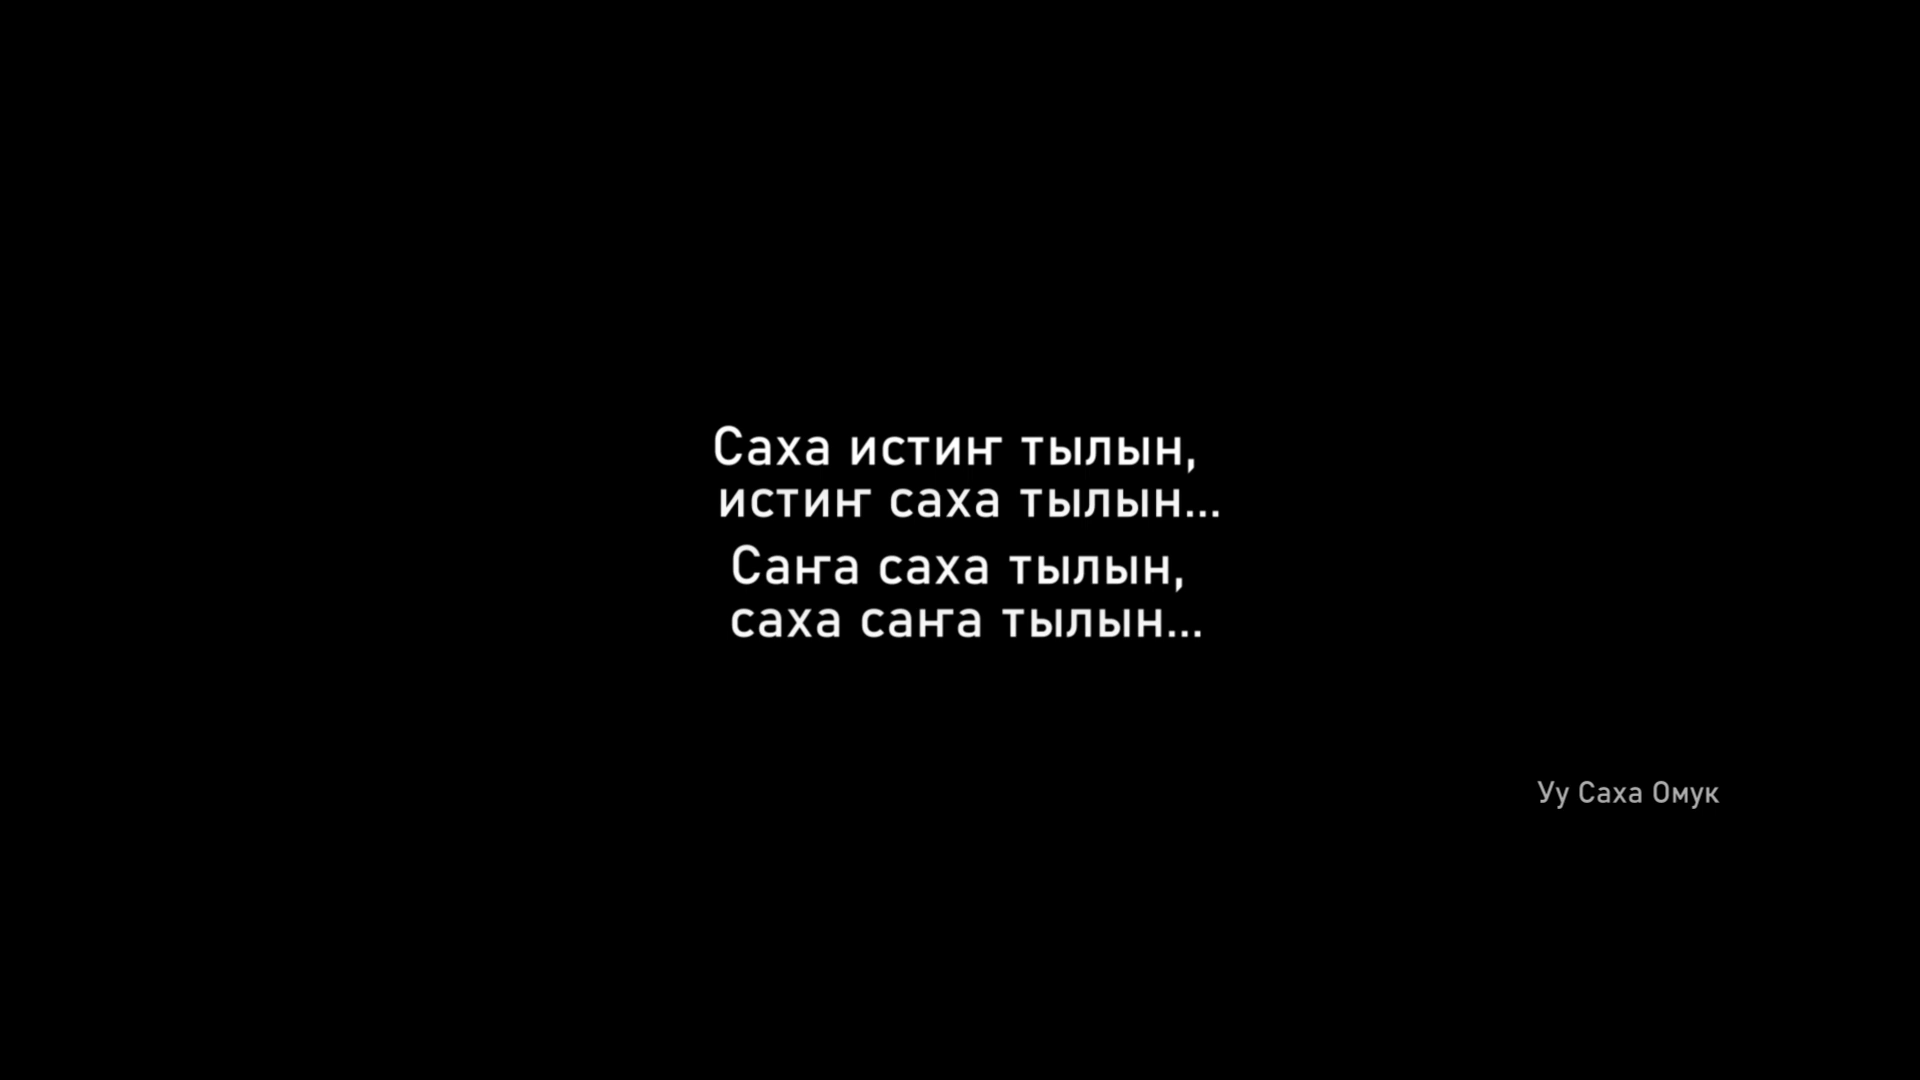 Саха истиҥ тылын,
истиҥ саха тылын...
Саҥа саха тылын,
саха саҥа тылын...
Уу Саха Омук